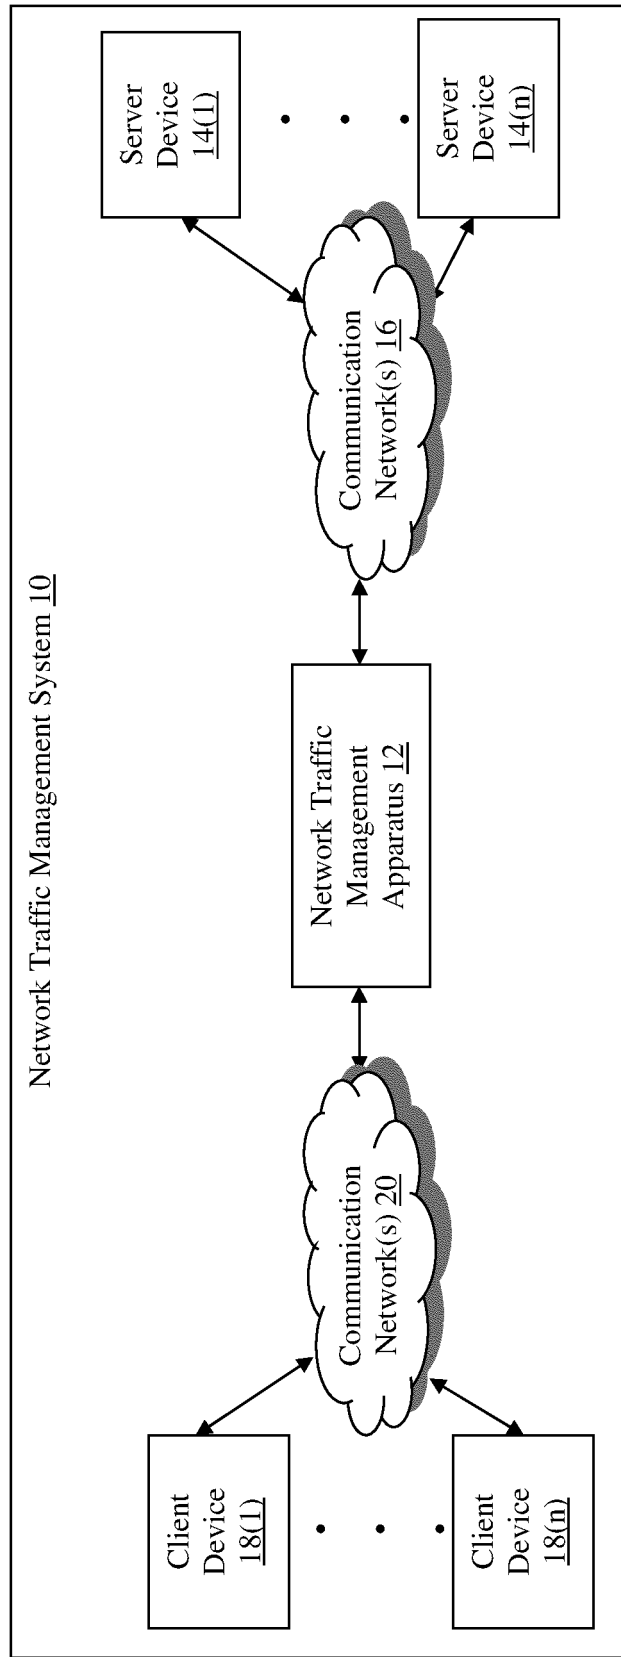 Network Traffic Management System 10
Client
Device
18(1)
Client
Device
18(n)
Communication
Network(s) 20
Network Traffic
Management
Apparatus 12
Communication
Network(s) 16
Server
Device
14(1)
Server
Device
14(n)